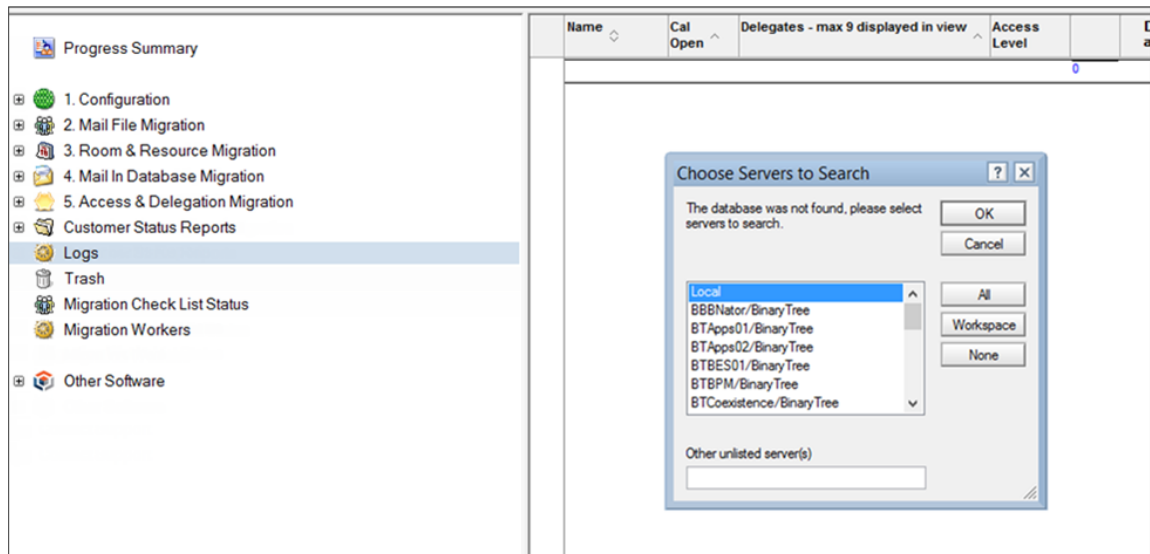 Progress Summary
1. Configuration
2. Mail File Migration
3. Room & Resource Migration
4. Mail In Database Migration
5. Access & Delegation Migration
Customer Status Reports
Logs
Trash
Migration Check List Status
Migration Workers
Other Software
Name
Cal
Open
Delegates - max 9 displayed in view
Access
Level
0
Choose Servers to Search
The database was not found, please select
servers to search.
OK
Cancel
Local
BBBNator/BinaryTree
BTApps01/BinaryTree
BTApps02/BinaryTree
BTBES01/BinaryTree
BTBPM/BinaryTree
BTCoexistence/BinaryTree
All
Workspace
None
Other unlisted server(s)